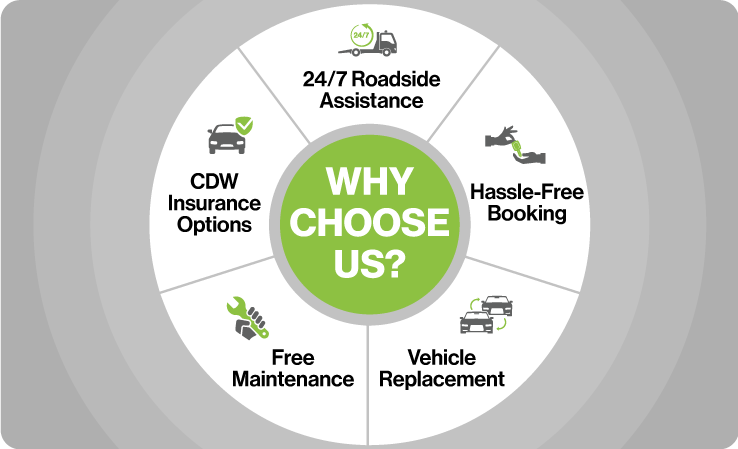 24/7
24/7 Roadside
Assistance
Hassle-Free
Booking
Vehicle
Replacement
Free
Maintenance
CDW
Insurance
Options
WHY
CHOOSE
US?